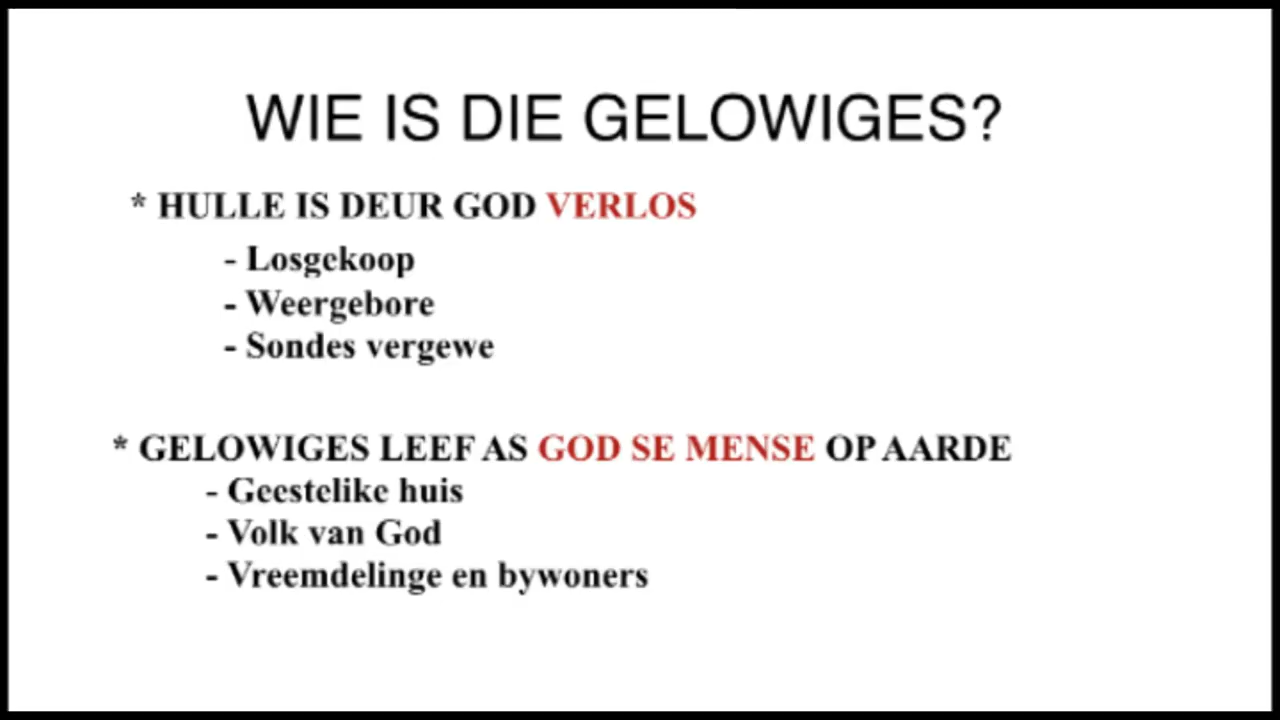 WIE IS DIE GELOWIGES?
* HULLE IS DEUR GOD VERLOS
- Losgekoop
- Weergebore
- Sondes vergewe
* GELOWIGES LEEF AS GOD SE MENSE OP AARDE
- Geestelike huis
- Volk van God
- Vreemdelinge en bywoners